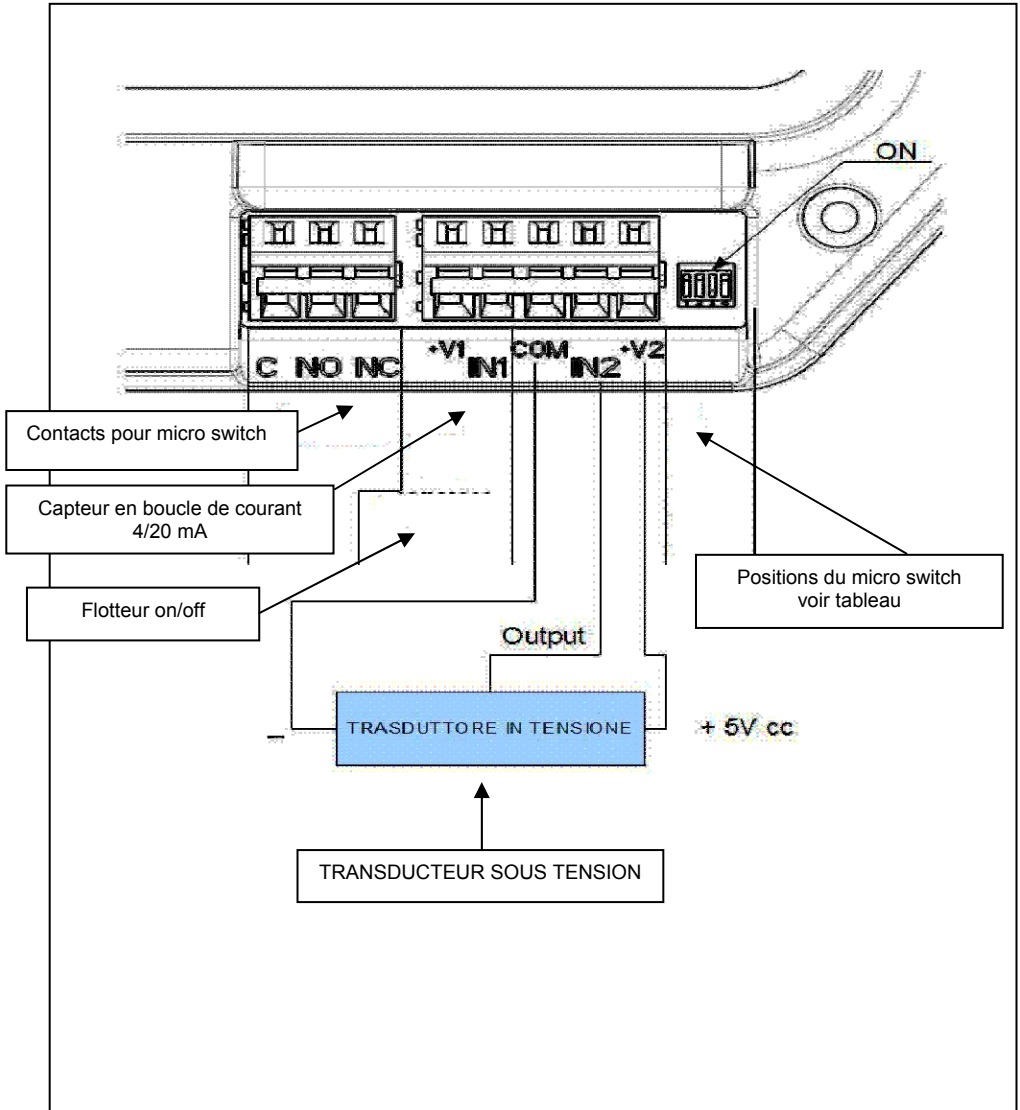 ON
C NO NC +V1 IN1 COM IN2 +V2
Contacts pour micro switch
Capteur en boucle de courant
4/20 mA
Flotteur on/off
Positions du micro switch
voir tableau
Output
– TRASDUTTORE IN TENSIONE + 5V cc
TRANSDUCTEUR SOUS TENSION